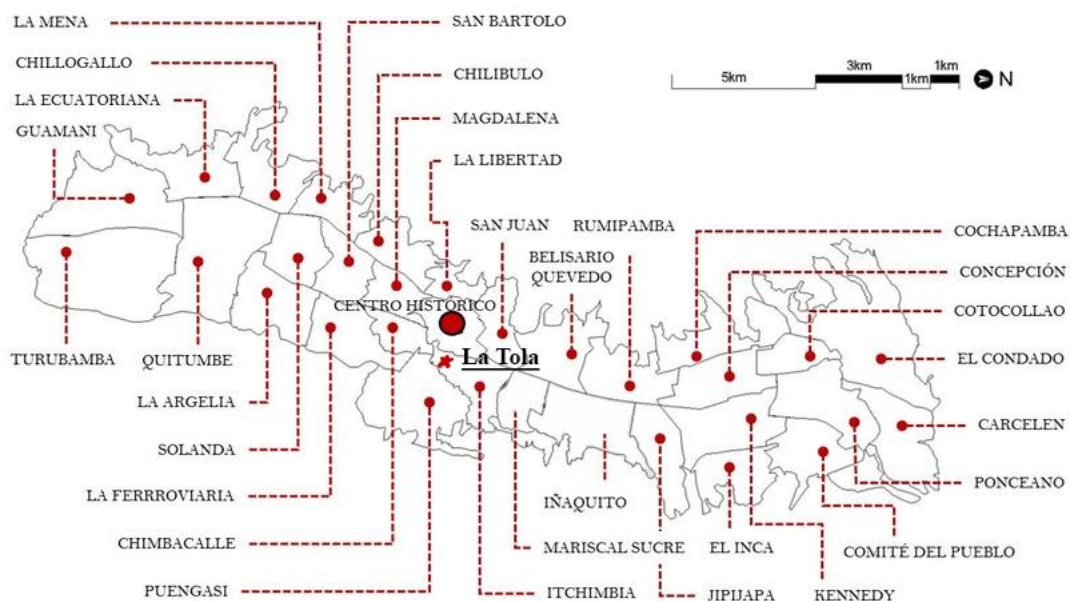 LA MENA
SAN BARTOLO
CHILLOGALLO
CHILIBULO
LA ECUATORIANA
MAGDALENA
GUAMANI
LA LIBERTAD
3km
1km
5km
1km
N
SAN JUAN
RUMIPAMBA
BELISARIO
QUEVEDO
COCHAPAMBA
CONCEPCIÓN
COTOCOLLAO
CENTRO HISTÓRICO
La Tola
TURUBAMBA
QUITUMBE
EL CONDADO
LA ARGELIA
CARCELEN
SOLANDA
PONCEANO
LA FERRROVIARIA
IÑAQUITO
CHIMBACALLE
MARISCAL SUCRE
EL INCA
COMITÉ DEL PUEBLO
PUENGASI
ITCHIMBIA
JIPIJAPA
KENNEDY